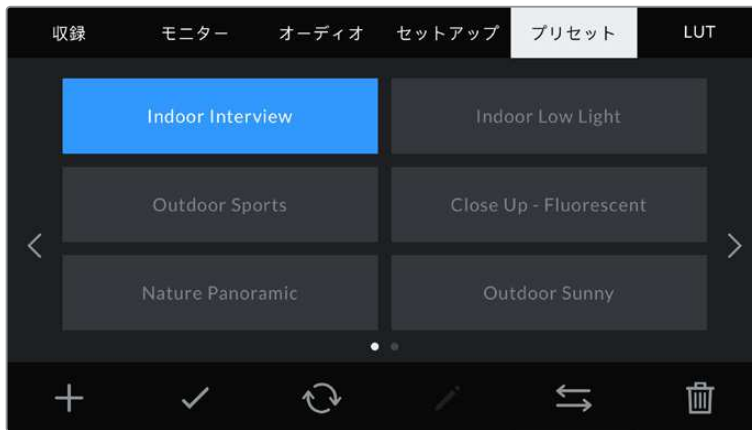 収録 モニター オーディオ セットアップ プリセット LUT
Indoor Interview Indoor Low Light
Outdoor Sports Close Up - Fluorescent
Nature Panoramic Outdoor Sunny